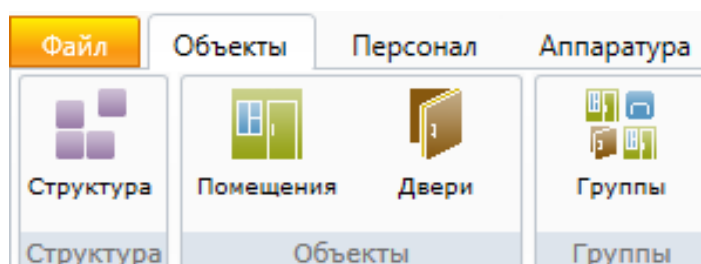 Файл Объекты Персонал Аппаратура
Структура Помещения Двери Группы
Структура Объекты Группы